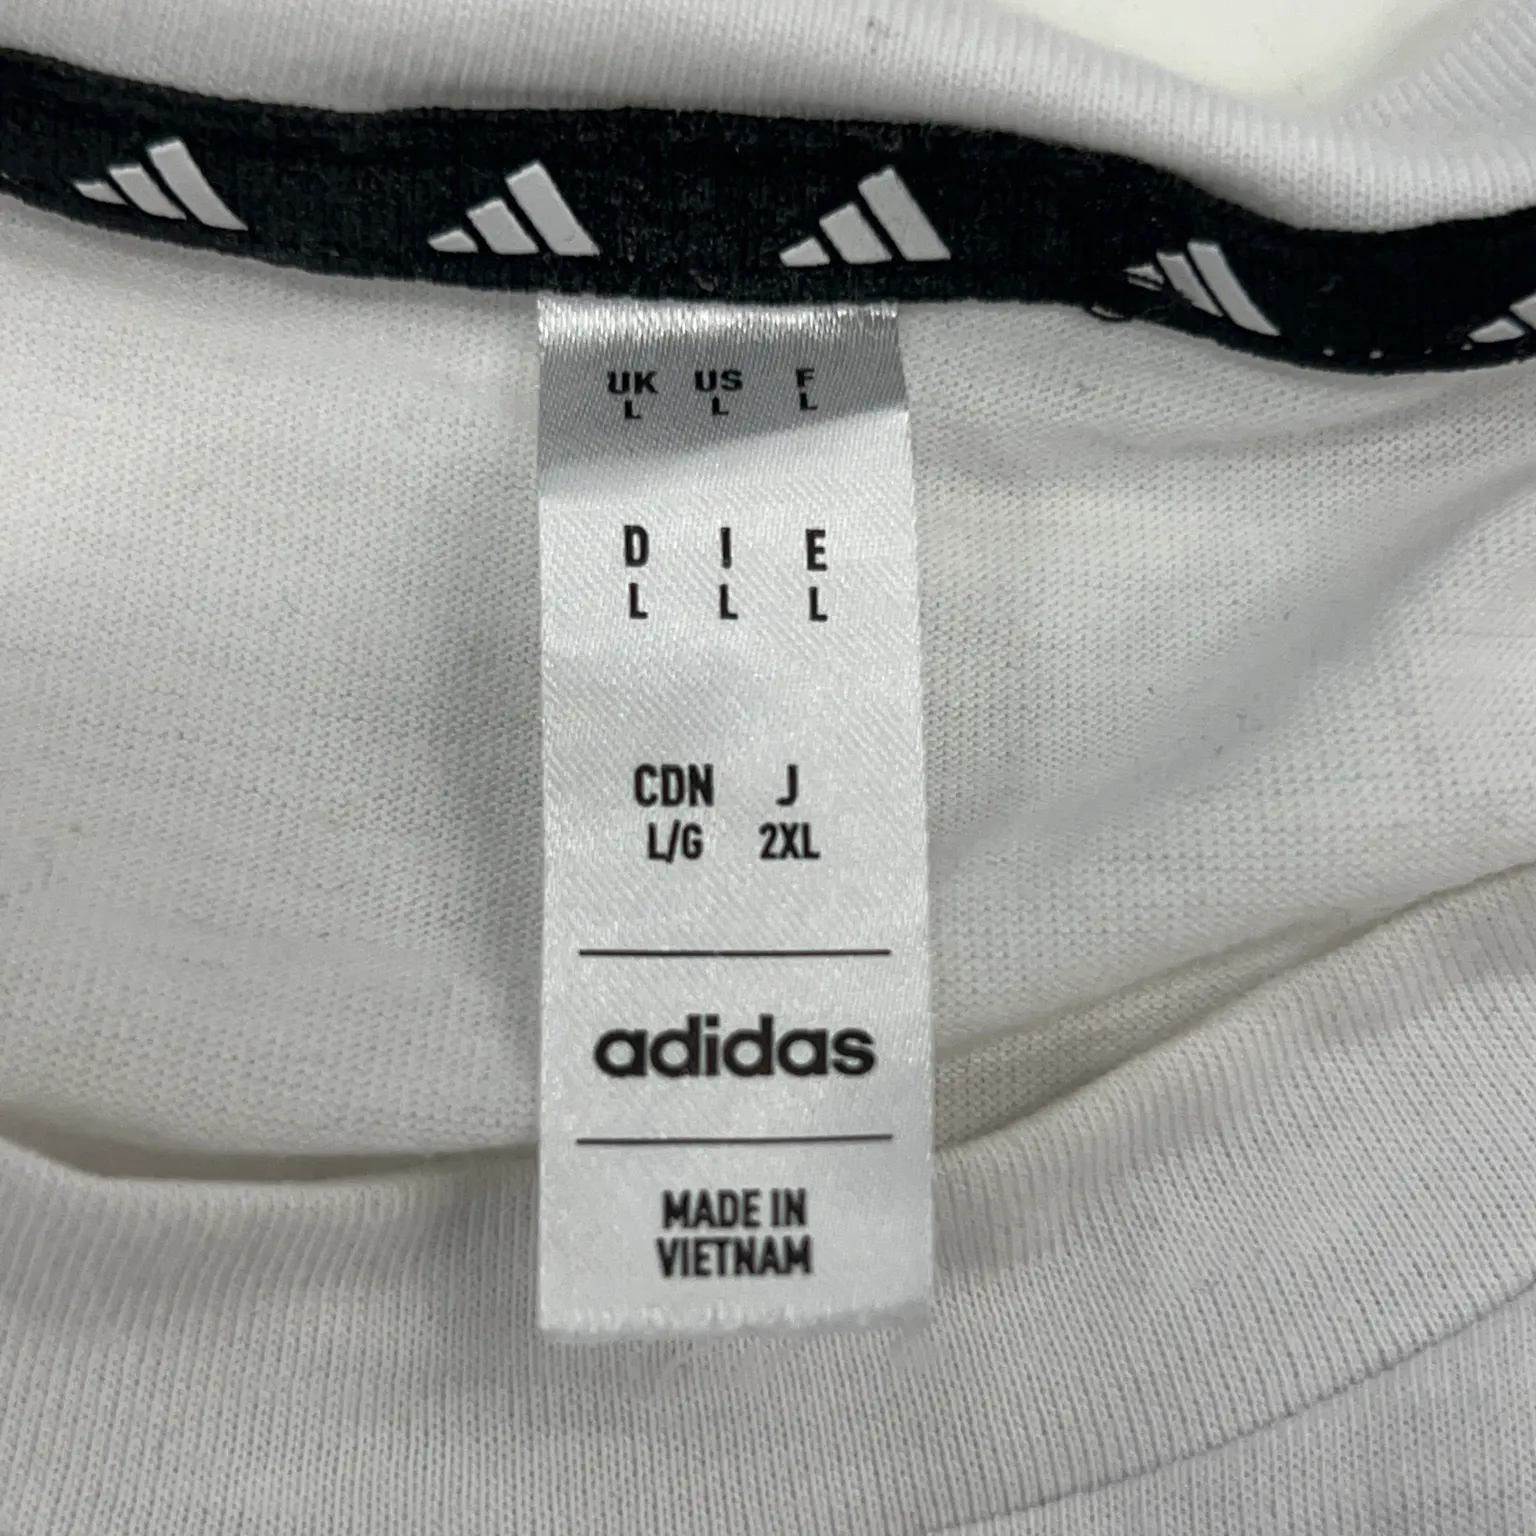 UK US F
L L L
D I E
L L L
CDN J
L/G 2XL
adidas
MADE IN
VIETNAM